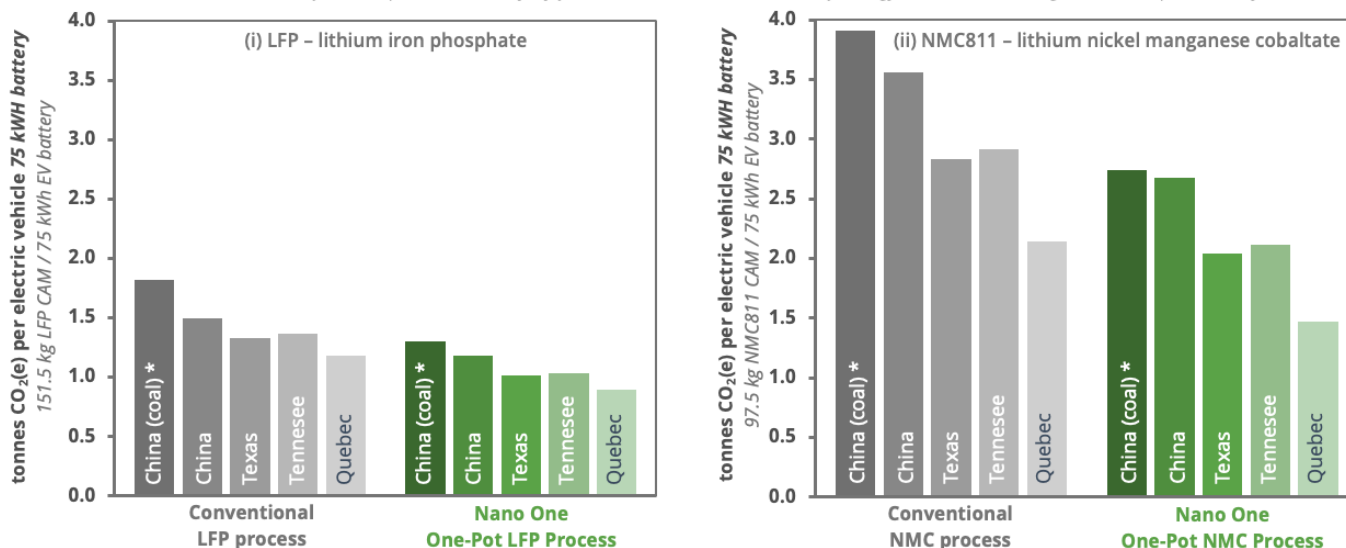 4.0
3.5
3.0
2.5
2.0
1.5
1.0
0.5
0.0
tonnes CO₂(e) per electric vehicle 75 kWH battery
151.5 kg LFP CAM / 75 kWh EV battery
(i) LFP – lithium iron phosphate
China (coal) *
China
Texas
Tennesee
Quebec
China (coal) *
China
Texas
Tennesee
Quebec
Conventional
LFP process
Nano One
One-Pot LFP Process
4.0
3.5
3.0
2.5
2.0
1.5
1.0
0.5
0.0
tonnes CO₂(e) per electric vehicle 75 kWH battery
97.5 kg NMC811 CAM / 75 kWh EV battery
(ii) NMC811 – lithium nickel manganese cobaltate
China (coal) *
China
Texas
Tennesee
Quebec
China (coal) *
China
Texas
Tennesee
Quebec
Conventional
NMC process
Nano One
One-Pot NMC Process